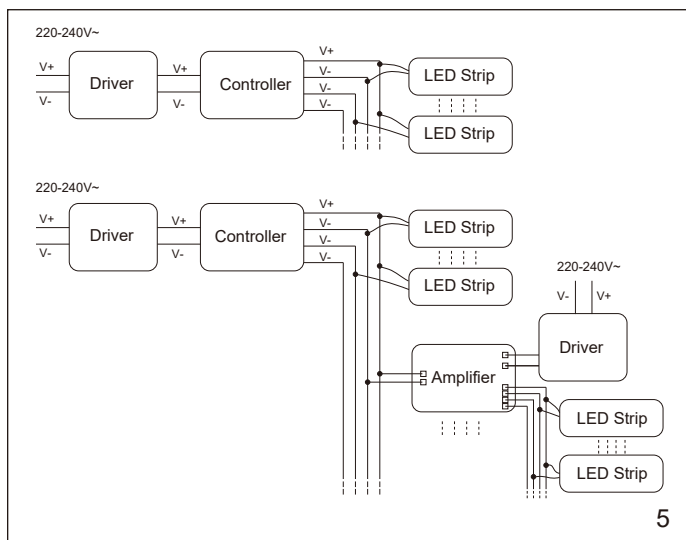 220-240V~
V+
V-
Driver
V+
V-
Controller
V+
V-
V-
V-
LED Strip
LED Strip
220-240V~
V+
V-
Driver
V+
V-
Controller
V+
V-
V-
V-
LED Strip
LED Strip
220-240V~
V-
V+
Driver
Amplifier
LED Strip
LED Strip
5